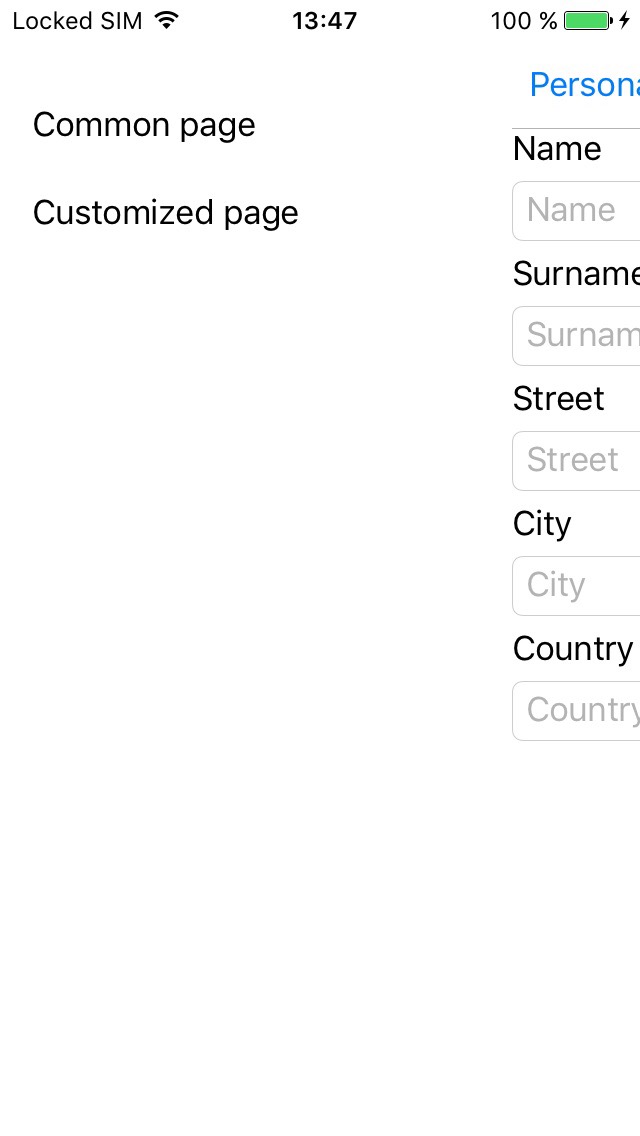 Locked SIM 13:47 100 %
Common page
Customized page
Persona
Name
Name
Surname
Surnam
Street
Street
City
City
Country
Country